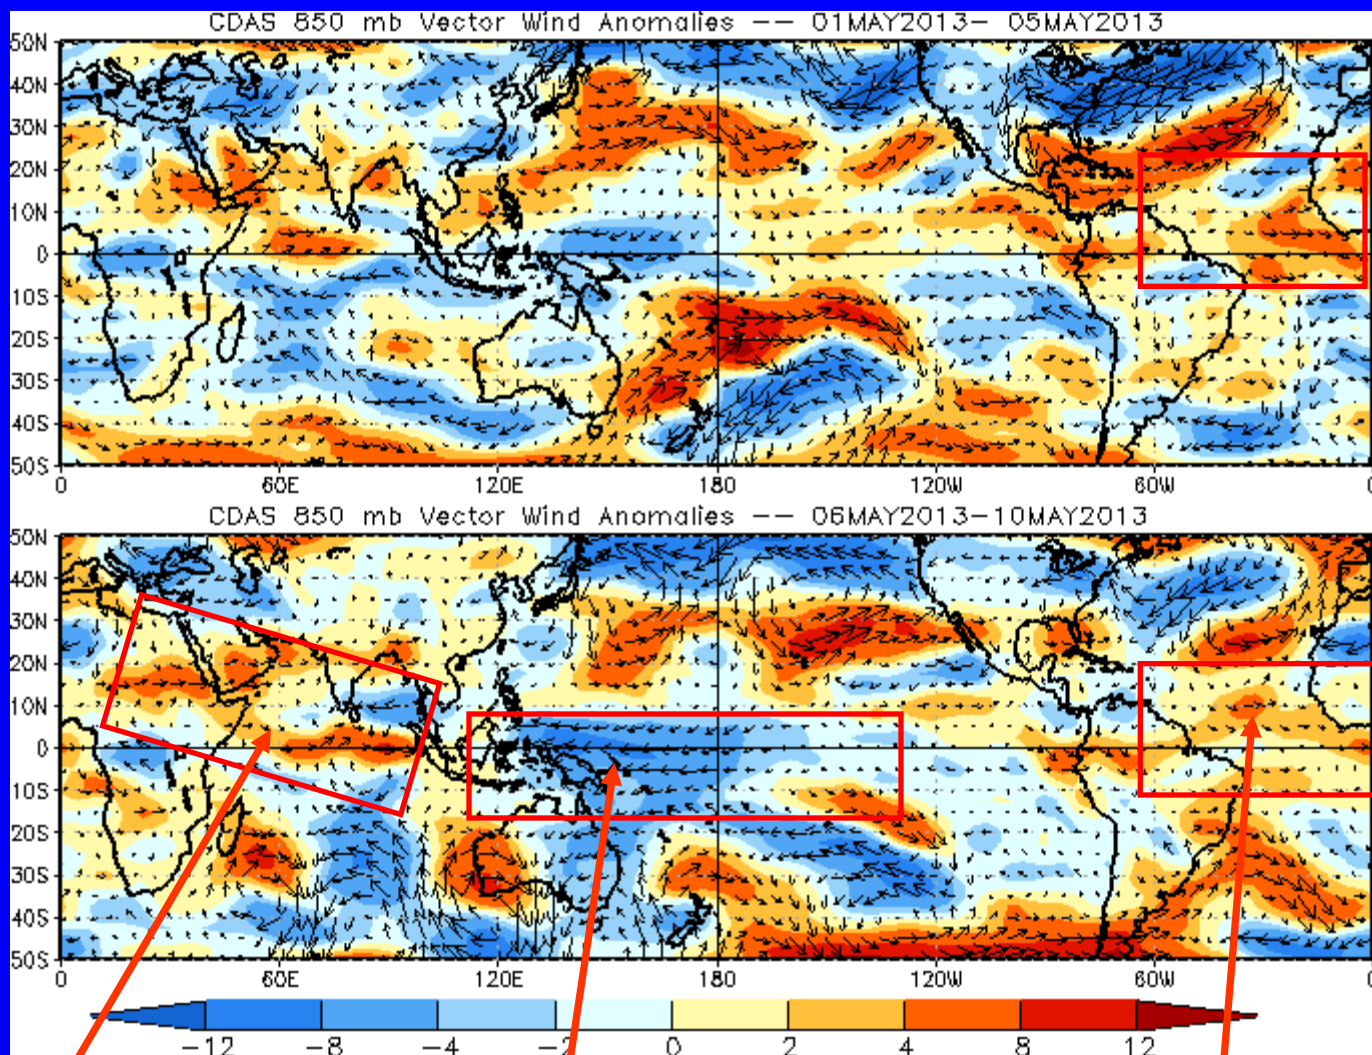 CDAS 850 mb Vector Wind Anomalies -- 01MAY2013- 05MAY2013
50N
40N
30N
20N
10N
0
10S
20S
30S
40S
50S
0 60E 120E 180 120W 60W 0
CDAS 850 mb Vector Wind Anomalies -- 06MAY2013-10MAY2013
50N
40N
30N
20N
10N
0
10S
20S
30S
40S
50S
0 60E 120E 180 120W 60W 0
-12 -8 -4 -2 0 2 4 8 12